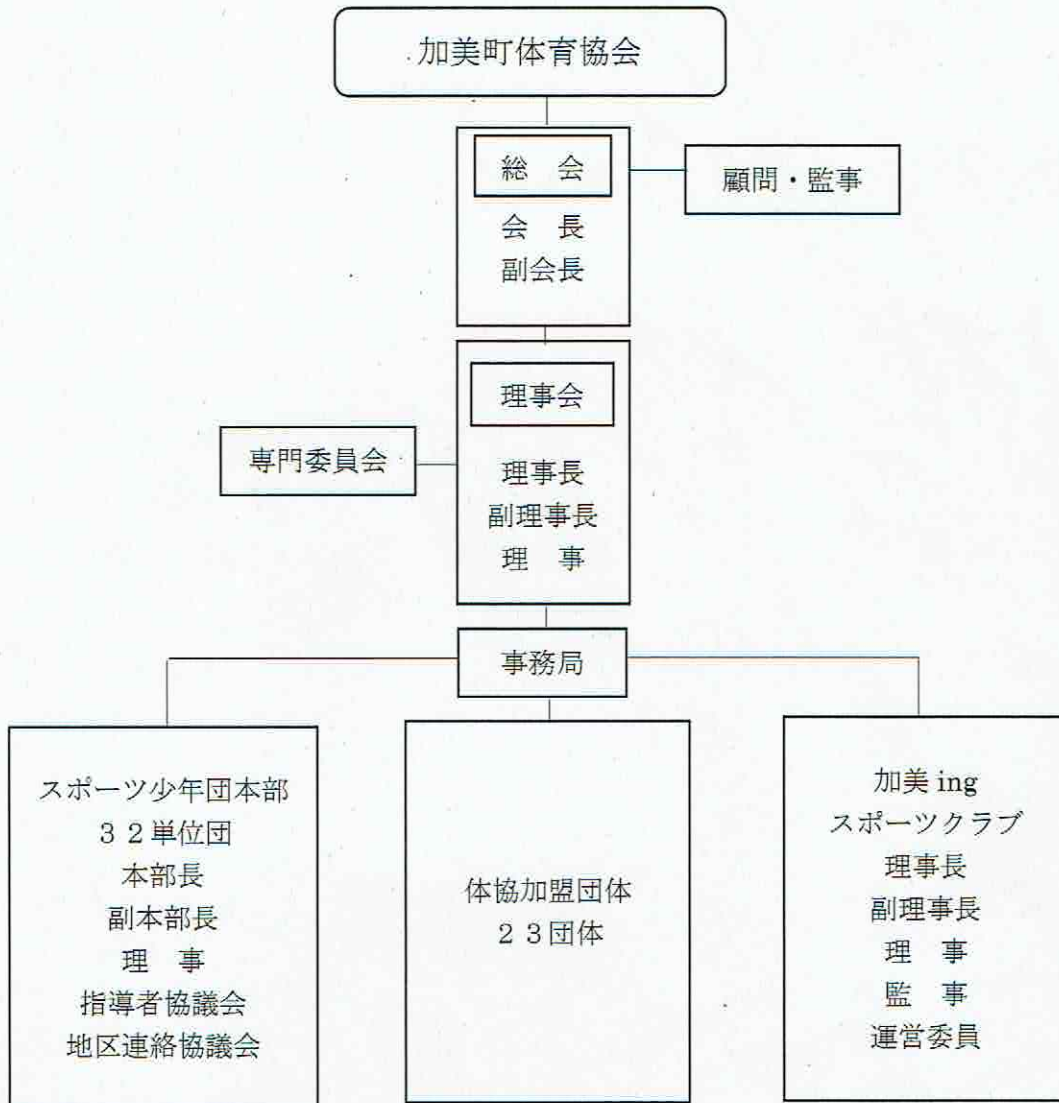 加美町体育協会
総　会
顧問・監事
会　長
副会長
理事会
専門委員会
理事長
副理事長
理　事
事務局
スポーツ少年団本部
３２単位団
本部長
副本部長
理　事
指導者協議会
地区連絡協議会
体協加盟団体
２３団体
加美 ing
スポーツクラブ
理事長
副理事長
理　事
監　事
運営委員